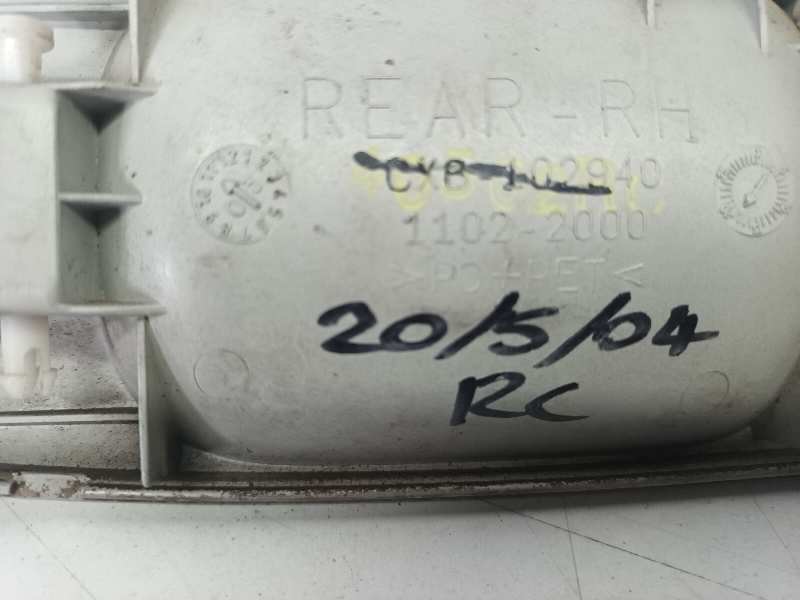 REAR-RH
CXB 102940
1102-2000
>PC+PET<
20/5/04
RC